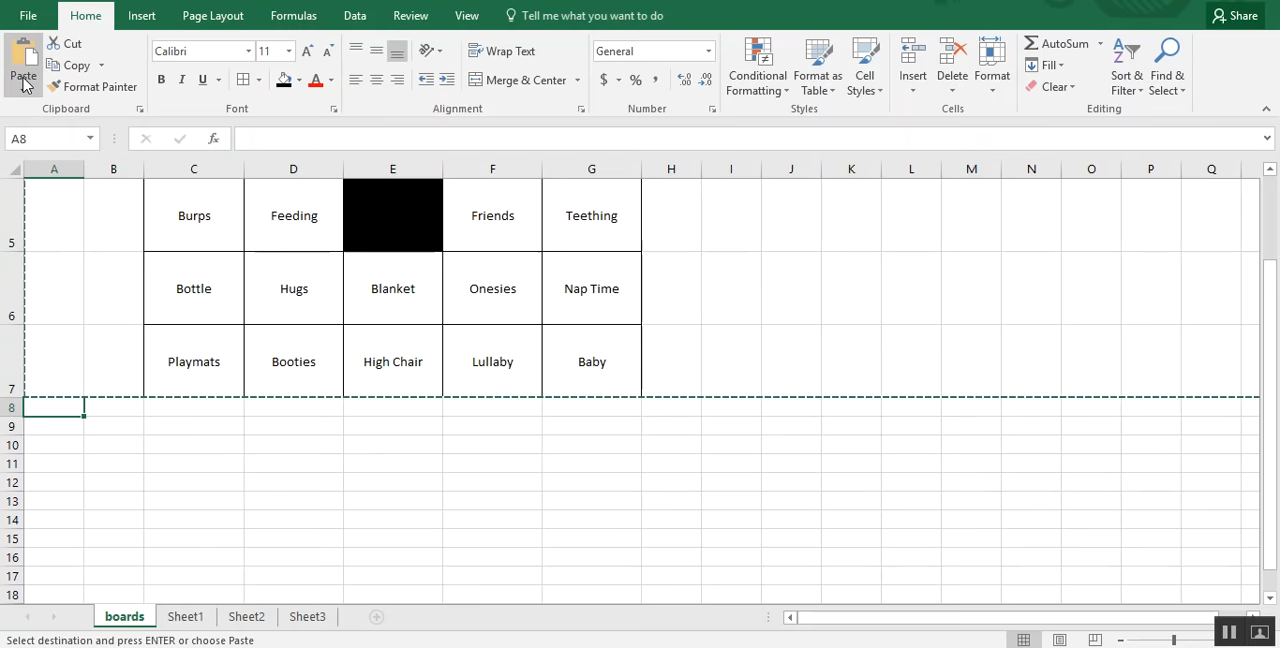 File Home Insert Page Layout Formulas Data Review View Tell me what you want to do Share
Paste
Cut
Copy
Format Painter
Clipboard
Calibri 11
B I U
Font
Wrap Text
Merge & Center
Alignment
General
$ % ,
Number
Conditional Formatting
Format as Table
Cell Styles
Styles
Insert
Delete
Format
Cells
AutoSum
Fill
Clear
Sort & Filter
Find & Select
Editing
A8 fx
A B C D E F G H I J K L M N O P Q
5 Burps Feeding Friends Teething
6 Bottle Hugs Blanket Onesies Nap Time
7 Playmats Booties High Chair Lullaby Baby
8
9
10
11
12
13
14
15
16
17
18
boards Sheet1 Sheet2 Sheet3
Select destination and press ENTER or choose Paste